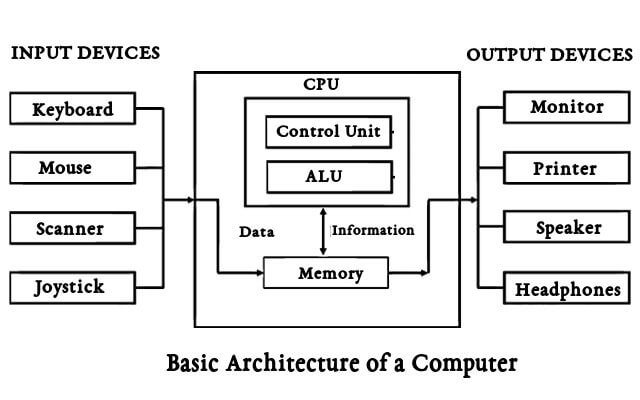 INPUT DEVICES
OUTPUT DEVICES
CPU
Keyboard
Mouse
Scanner
Joystick
Control Unit
ALU
Data
Information
Memory
Monitor
Printer
Speaker
Headphones
Basic Architecture of a Computer